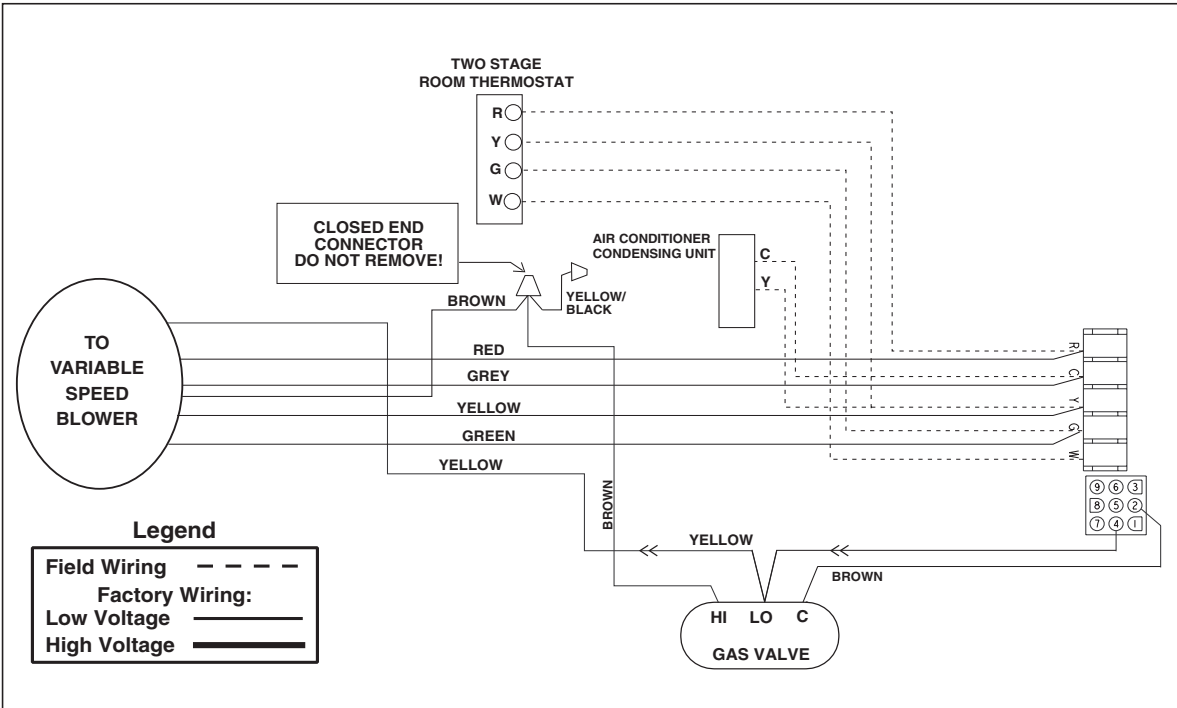 TWO STAGE
ROOM THERMOSTAT
R
Y
G
W
CLOSED END
CONNECTOR
DO NOT REMOVE!
AIR CONDITIONER
CONDENSING UNIT
C
Y
BROWN
YELLOW/
BLACK
TO
VARIABLE
SPEED
BLOWER
RED
GREY
YELLOW
GREEN
YELLOW
R
C
Y
G
W
BROWN
9 6 3
8 5 2
7 4 1
YELLOW
BROWN
HI LO C
GAS VALVE
Legend
Field Wiring
Factory Wiring:
Low Voltage
High Voltage